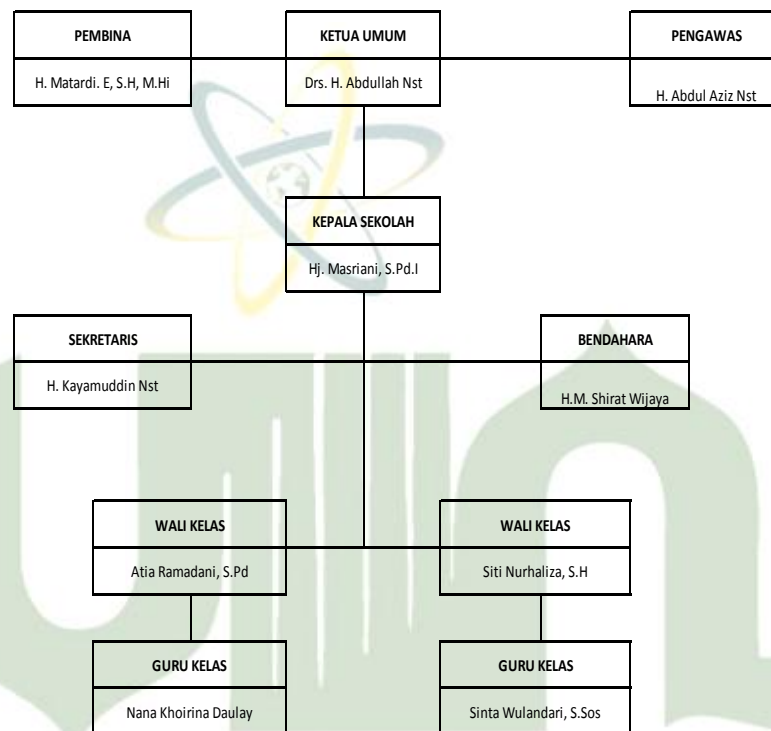 PEMBINA
H. Matardi. E, S.H, M.Hi
KETUA UMUM
Drs. H. Abdullah Nst
PENGAWAS
H. Abdul Aziz Nst
KEPALA SEKOLAH
Hj. Masriani, S.Pd.I
SEKRETARIS
H. Kayamuddin Nst
BENDAHARA
H.M. Shirat Wijaya
WALI KELAS
Atia Ramadani, S.Pd
WALI KELAS
Siti Nurhaliza, S.H
GURU KELAS
Nana Khoirina Daulay
GURU KELAS
Sinta Wulandari, S.Sos